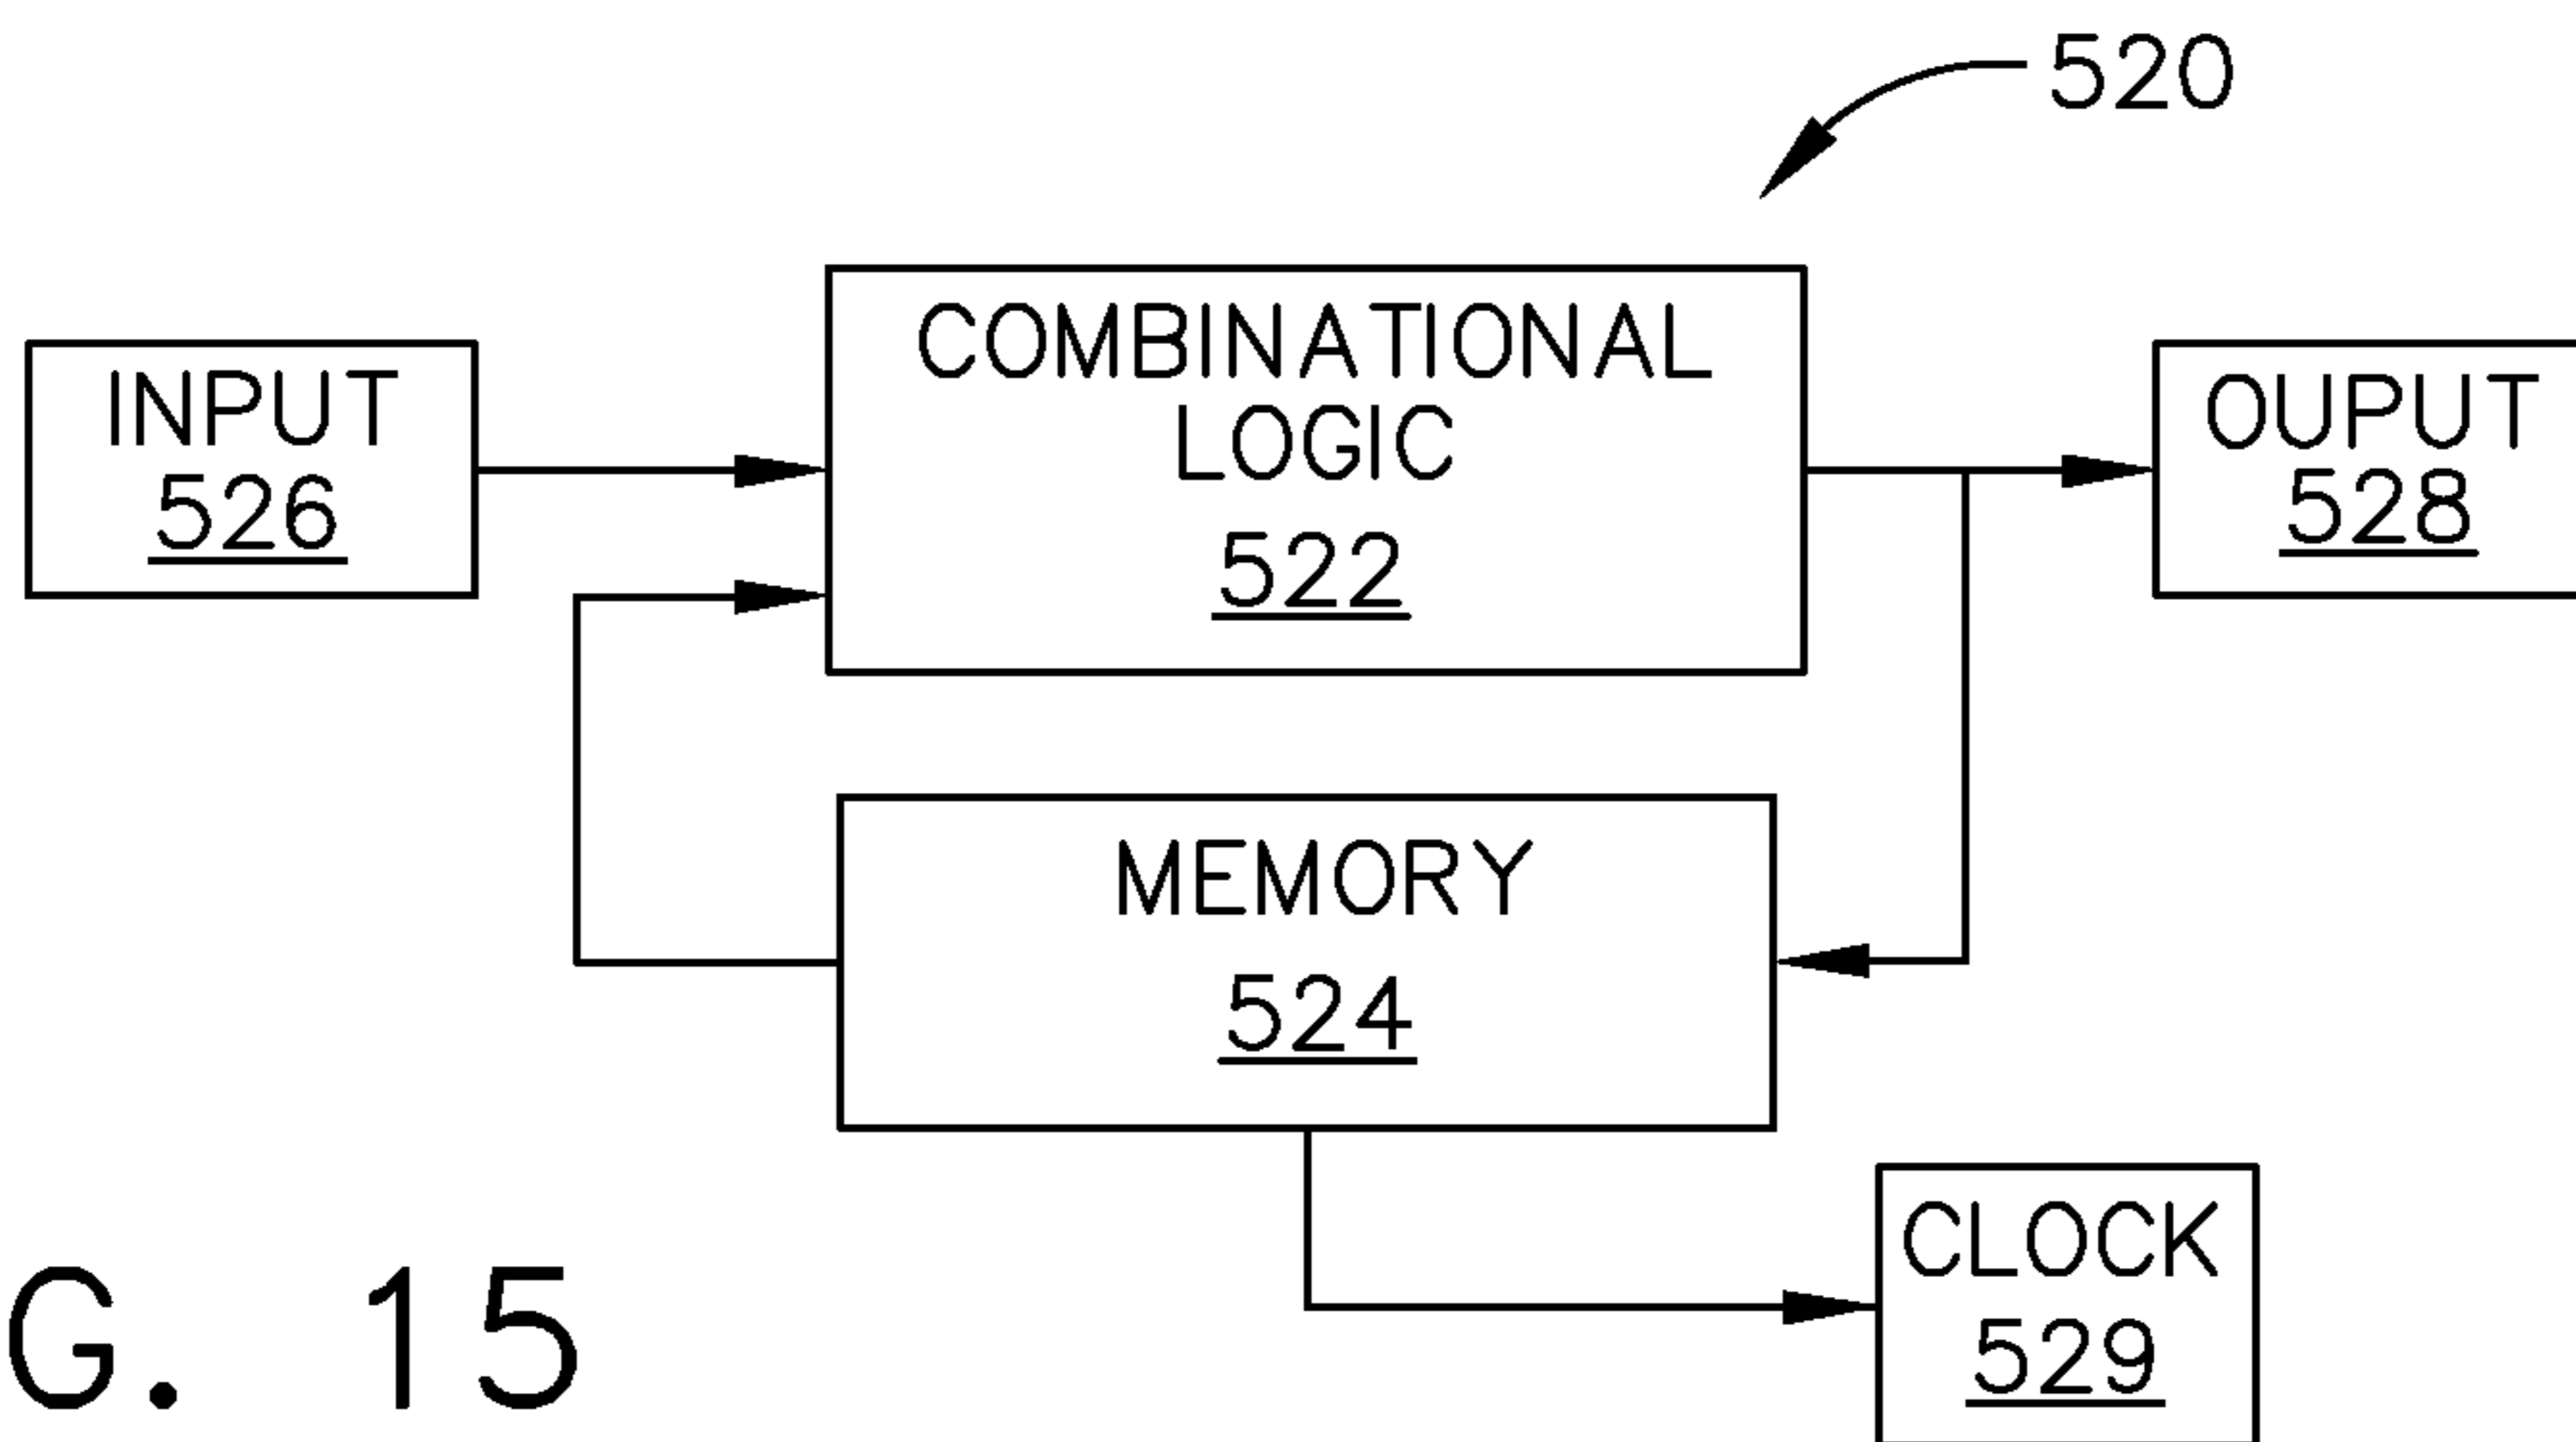 520
COMBINATIONAL
LOGIC
522
INPUT
526
OUPUT
528
MEMORY
524
CLOCK
529
G. 15